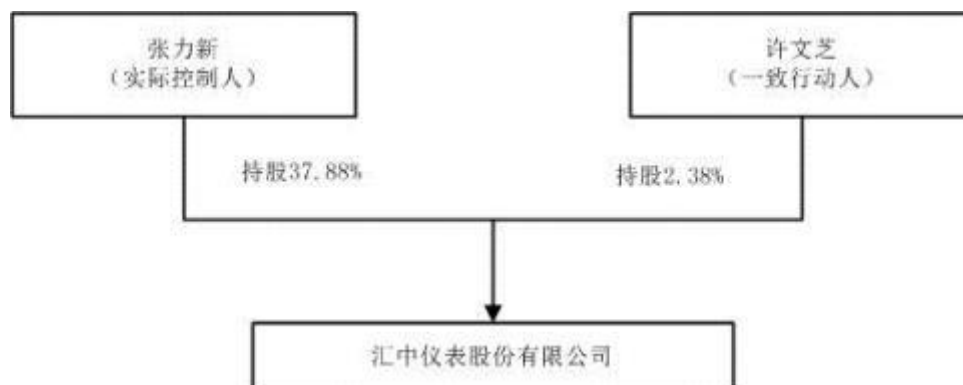 张力新
（实际控制人）
许文芝
（一致行动人）
持股37.88%
持股2.38%
汇中仪表股份有限公司